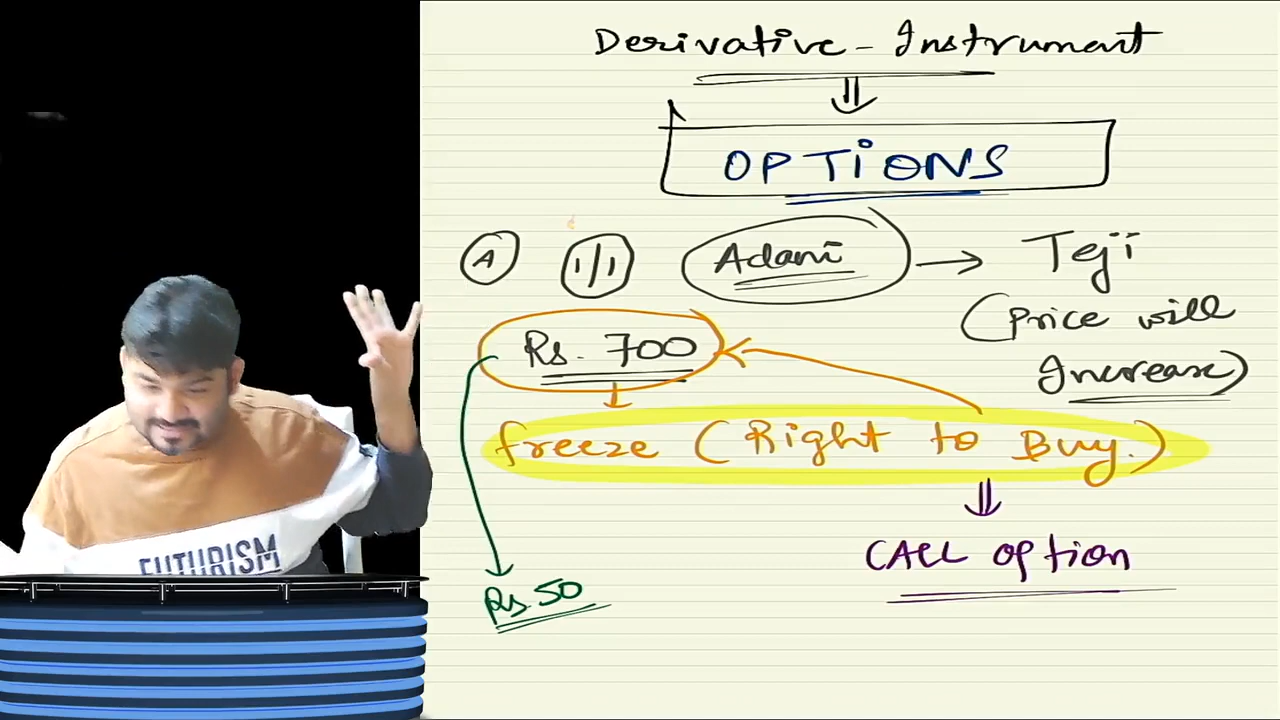 Derivative - Instrument
OPTIONS
A 1/1 Adani → Teji
(Price will
Increase)
Rs. 700
freeze (Right to Buy.)
CALL option
Rs. 50
FUTURISM